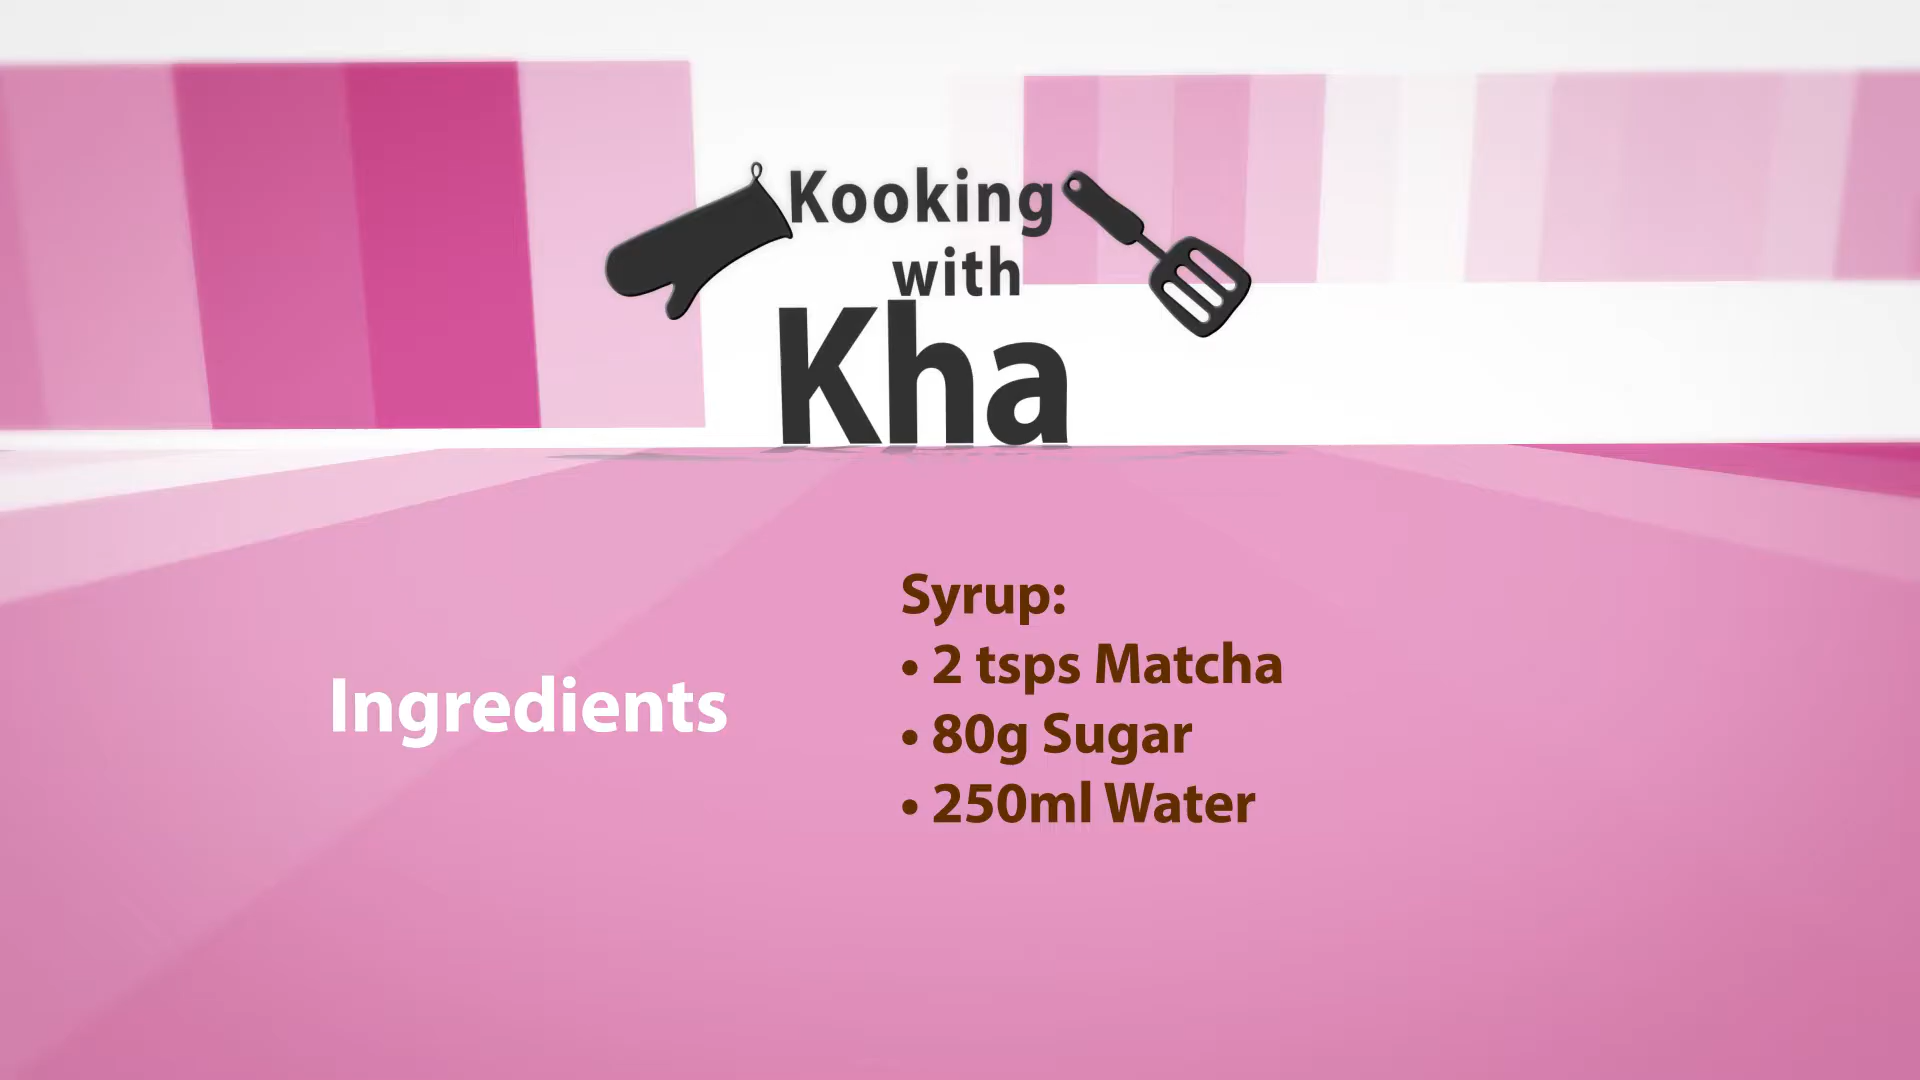 Kooking
with
Kha
Ingredients
Syrup:
• 2 tsps Matcha
• 80g Sugar
• 250ml Water